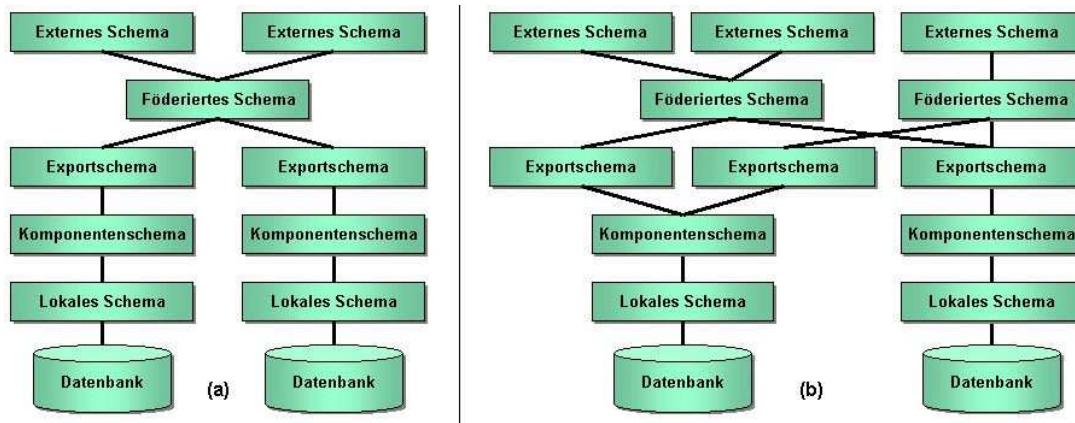 Externes Schema
Externes Schema
Föderiertes Schema
Exportschema
Exportschema
Komponentenschema
Komponentenschema
Lokales Schema
Lokales Schema
Datenbank
(a)
Datenbank
Externes Schema
Externes Schema
Externes Schema
Föderiertes Schema
Föderiertes Schema
Exportschema
Exportschema
Exportschema
Komponentenschema
Komponentenschema
Lokales Schema
Lokales Schema
Datenbank
(b)
Datenbank